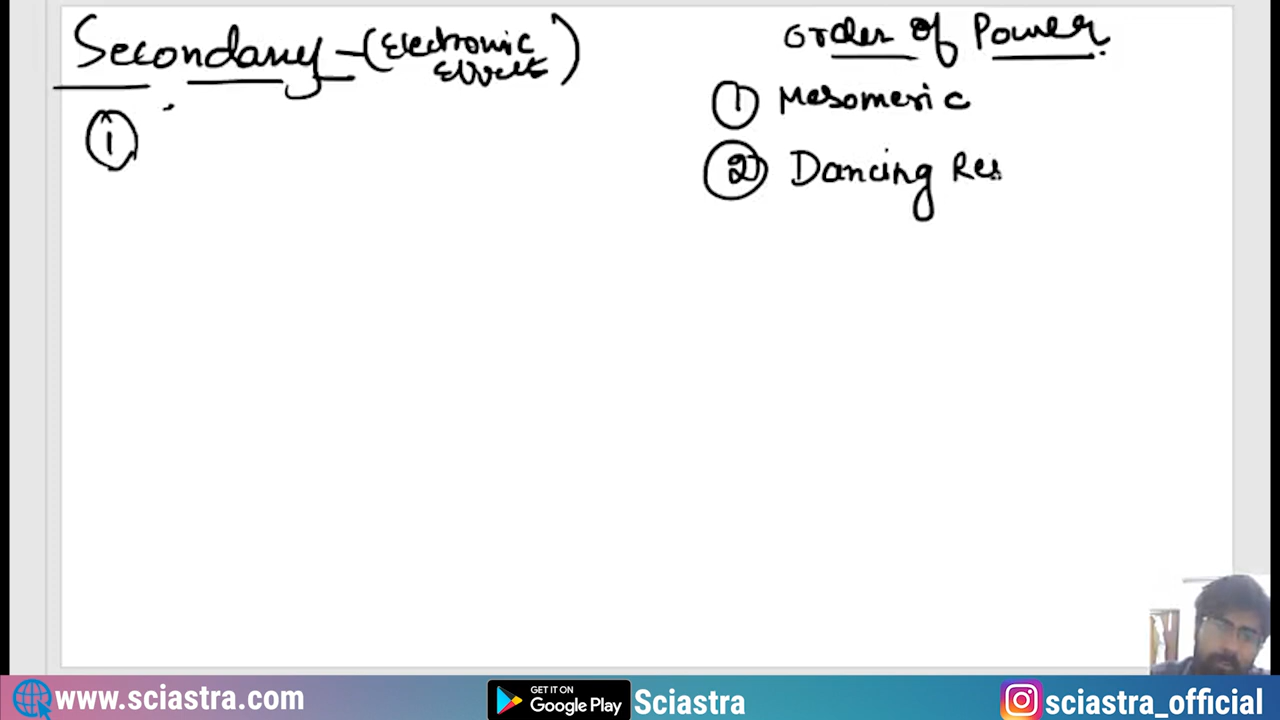 Secondary - (Electronic
Effect)
①
Order of Power
① Mesomeric
② Dancing Res
www.sciastra.com
GET IT ON
Google Play
Sciastra
sciastra_official